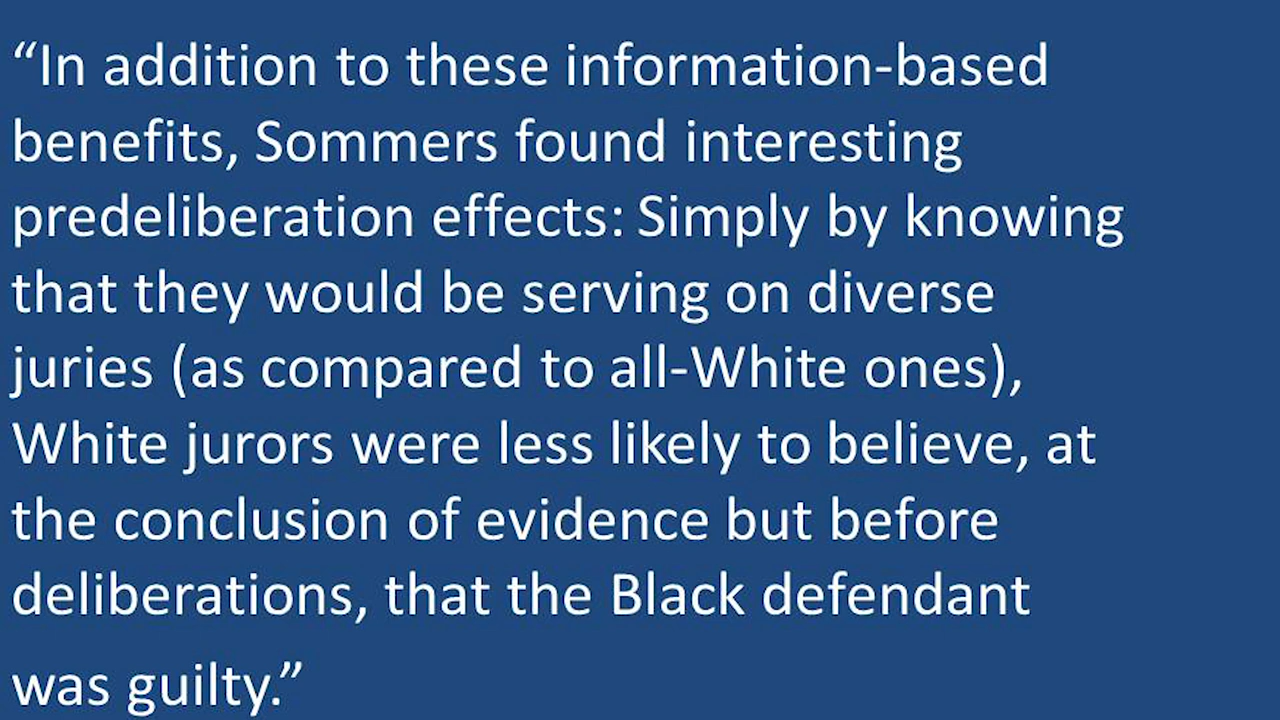 “In addition to these information-based
benefits, Sommers found interesting
predeliberation effects: Simply by knowing
that they would be serving on diverse
juries (as compared to all-White ones),
White jurors were less likely to believe, at
the conclusion of evidence but before
deliberations, that the Black defendant
was guilty.”